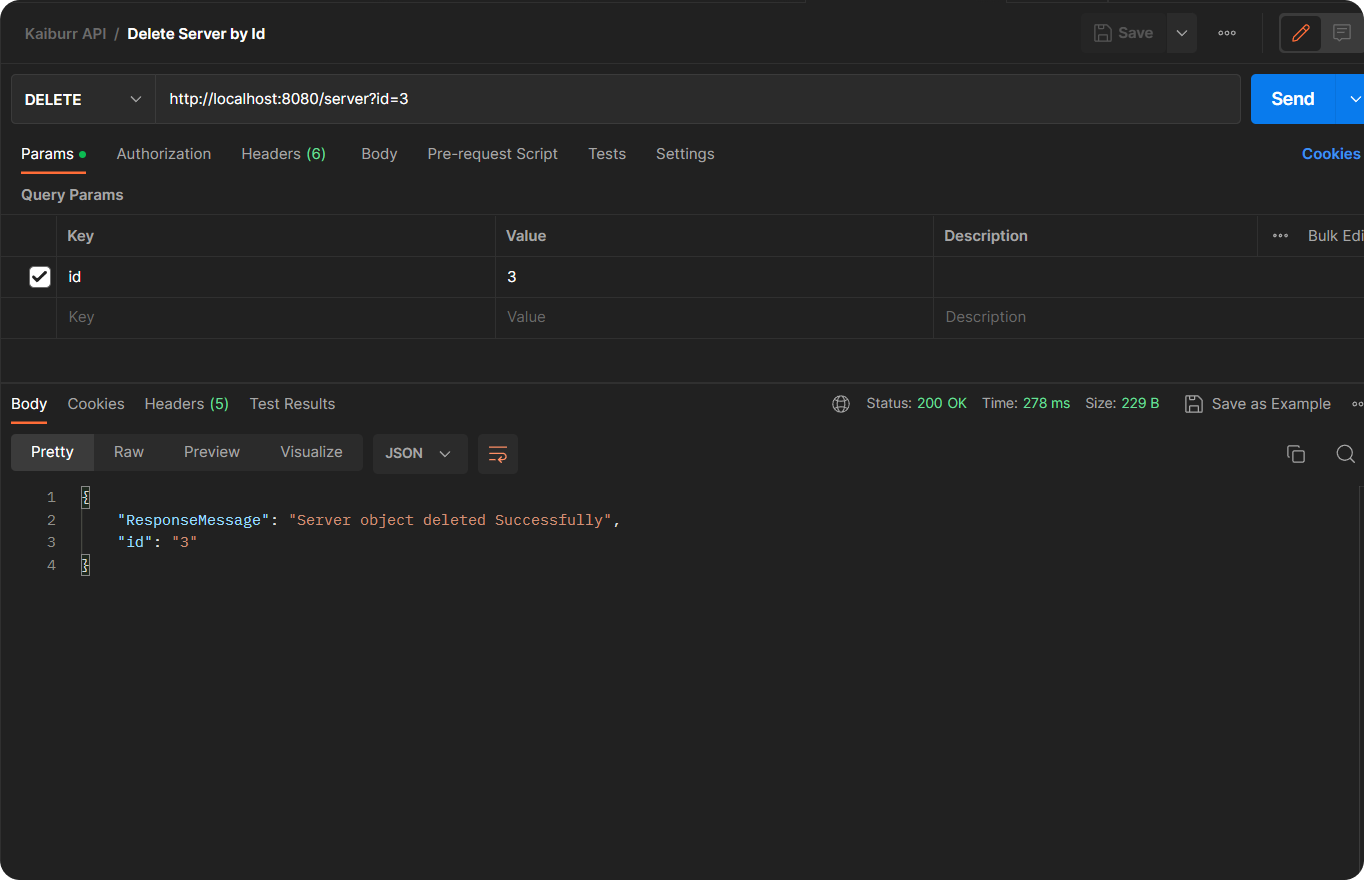 Kaiburr API / Delete Server by Id
Save
DELETE
http://localhost:8080/server?id=3
Send
Params Authorization Headers (6) Body Pre-request Script Tests Settings Cookies
Query Params
Key Value Description Bulk Edi
id 3
Key Value Description
Body Cookies Headers (5) Test Results Status: 200 OK Time: 278 ms Size: 229 B Save as Example
Pretty Raw Preview Visualize JSON
1 {
2 "ResponseMessage": "Server object deleted Successfully",
3 "id": "3"
4 }